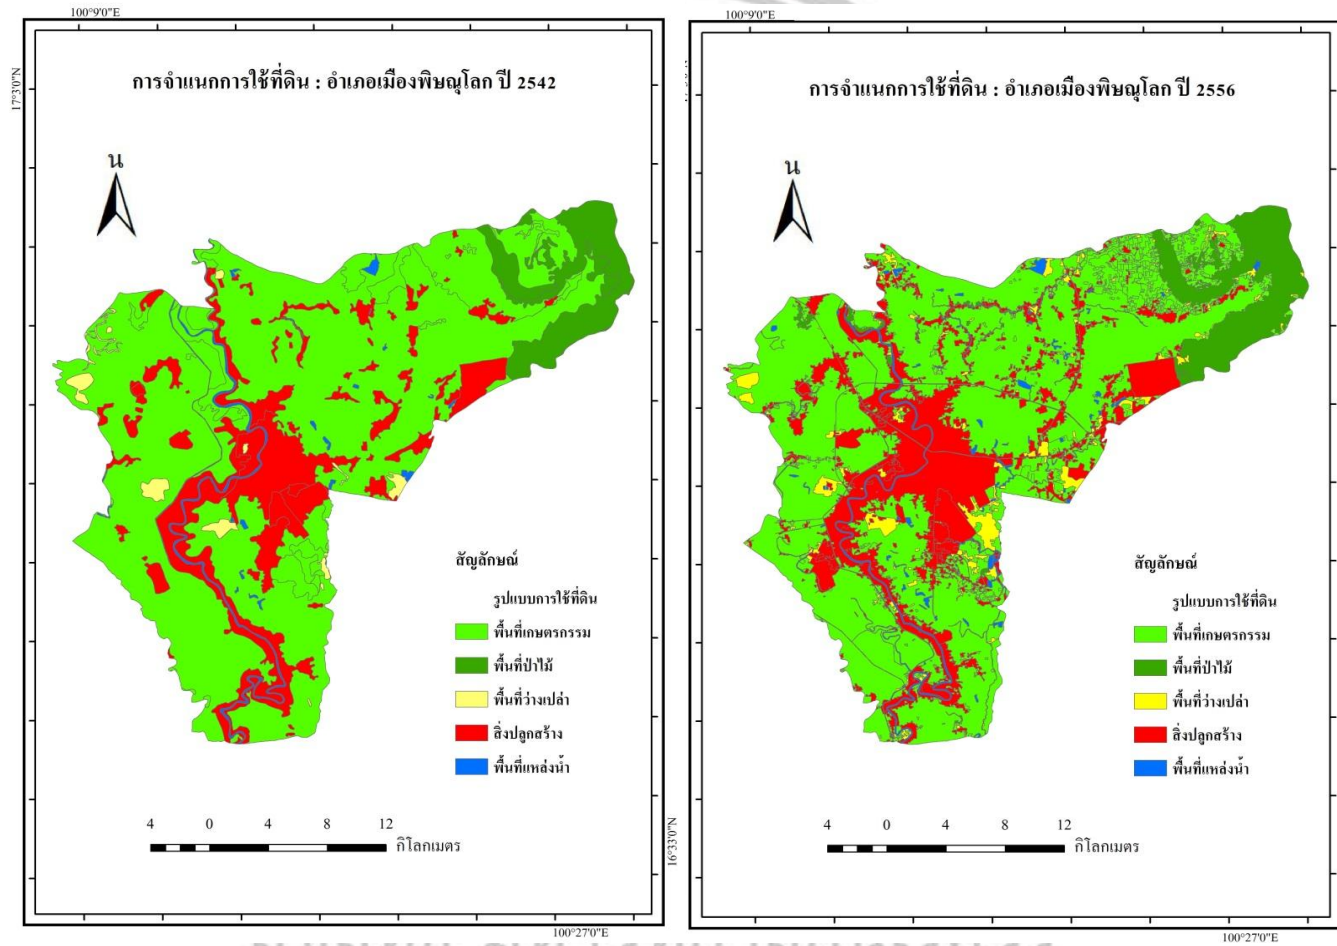 100°9'0"E
17°3'0"N
การจำแนกการใช้ที่ดิน : อำเภอเมืองพิษณุโลก ปี 2542
น
สัญลักษณ์
รูปแบบการใช้ที่ดิน
พื้นที่เกษตรกรรม
พื้นที่ป่าไม้
พื้นที่ว่างเปล่า
สิ่งปลูกสร้าง
พื้นที่แหล่งน้ำ
4 0 4 8 12
กิโลกเมตร
100°27'0"E
100°9'0"E
การจำแนกการใช้ที่ดิน : อำเภอเมืองพิษณุโลก ปี 2556
น
สัญลักษณ์
รูปแบบการใช้ที่ดิน
พื้นที่เกษตรกรรม
พื้นที่ป่าไม้
พื้นที่ว่างเปล่า
สิ่งปลูกสร้าง
พื้นที่แหล่งน้ำ
16°33'0"N
4 0 4 8 12
กิโลกเมตร
100°27'0"E